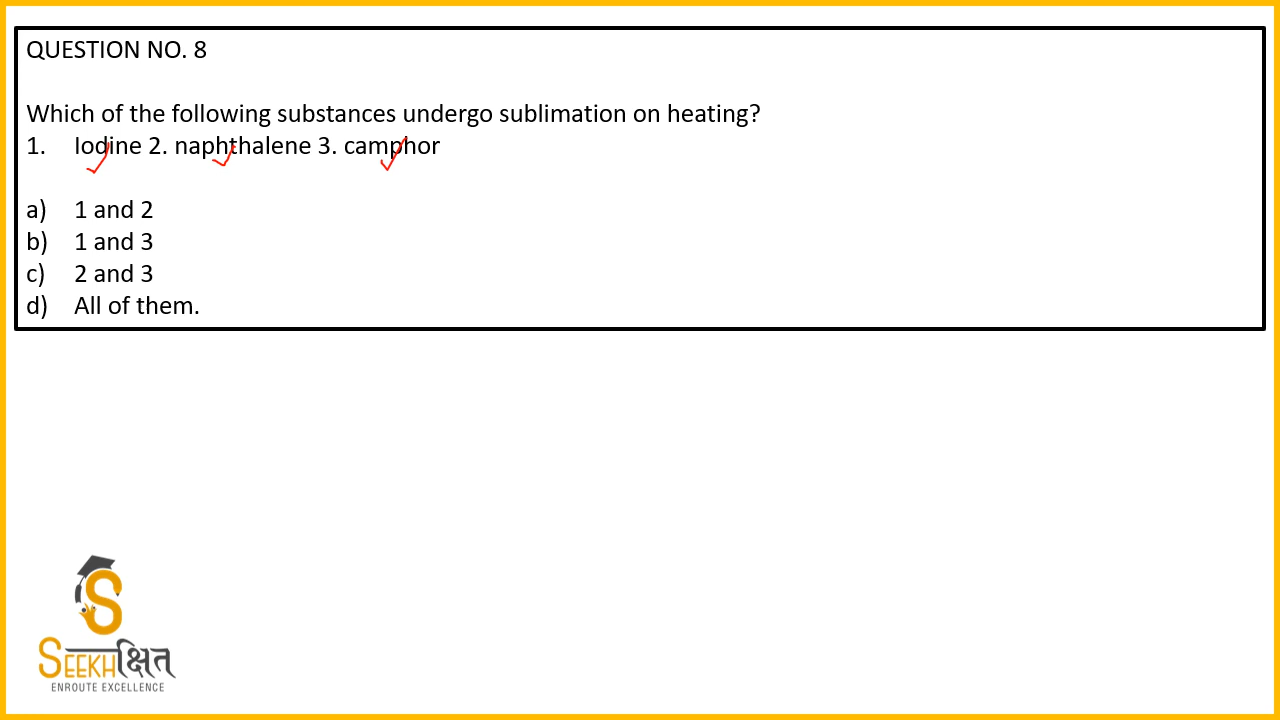 QUESTION NO. 8
Which of the following substances undergo sublimation on heating?
1. Iodine 2. naphthalene 3. camphor
a) 1 and 2
b) 1 and 3
c) 2 and 3
d) All of them.
S
SEEKHक्षित
ENROUTE EXCELLENCE